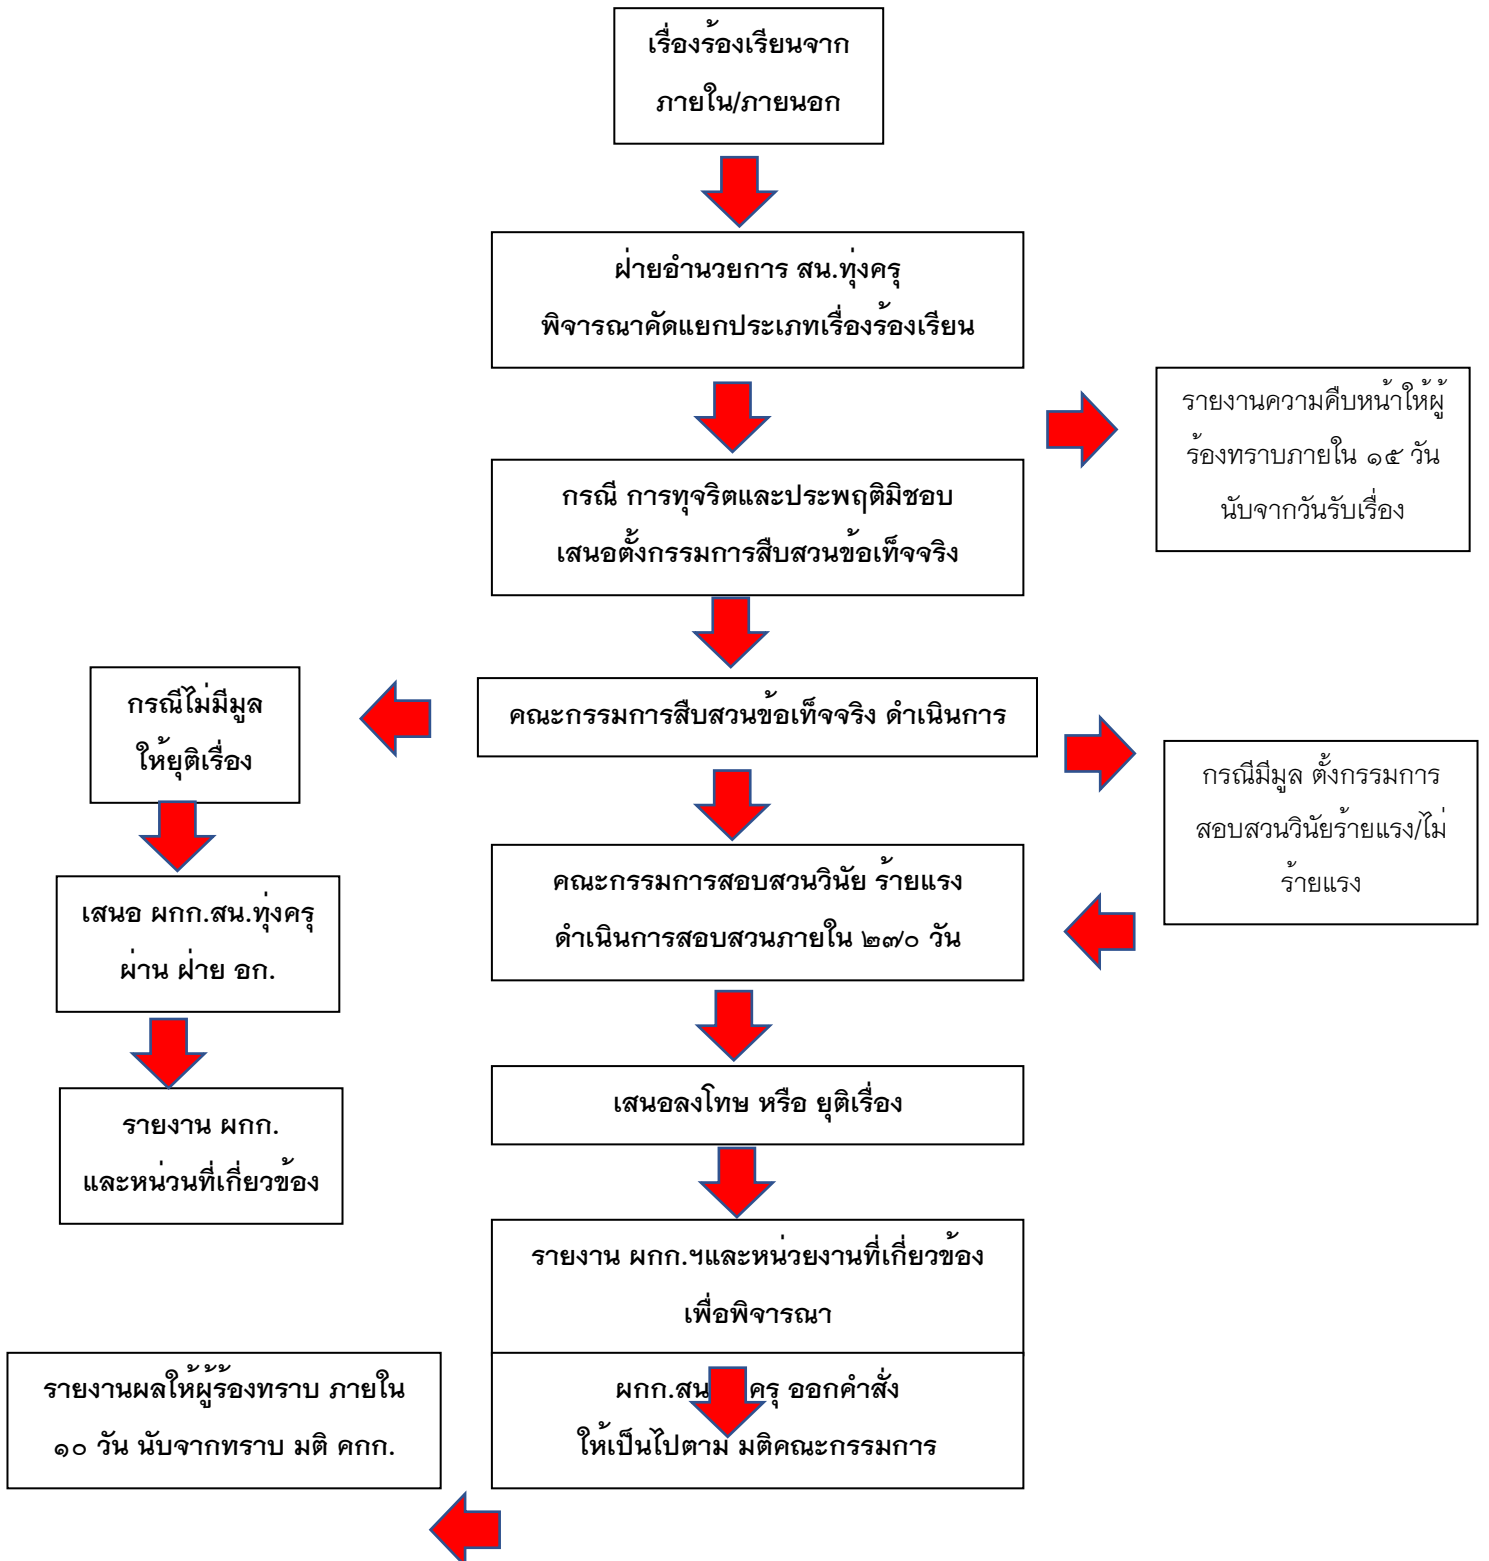 เรื่องร้องเรียนจาก
ภายใน/ภายนอก
ฝ่ายอำนวยการ สน.ทุ่งครุ
พิจารณาคัดแยกประเภทเรื่องร้องเรียน
รายงานความคืบหน้าให้ผู้
ร้องทราบภายใน ๑๕ วัน
นับจากวันรับเรื่อง
กรณี การทุจริตและประพฤติมิชอบ
เสนอตั้งกรรมการสืบสวนข้อเท็จจริง
คณะกรรมการสืบสวนข้อเท็จจริง ดำเนินการ
กรณีไม่มีมูล
ให้ยุติเรื่อง
กรณีมีมูล ตั้งกรรมการ
สอบสวนวินัยร้ายแรง/ไม่
ร้ายแรง
คณะกรรมการสอบสวนวินัย ร้ายแรง
ดำเนินการสอบสวนภายใน ๒๗๐ วัน
เสนอ ผกก.สน.ทุ่งครุ
ผ่าน ฝ่าย อก.
เสนอลงโทษ หรือ ยุติเรื่อง
รายงาน ผกก.
และหน่วนที่เกี่ยวข้อง
รายงาน ผกก.ฯและหน่วยงานที่เกี่ยวข้อง
เพื่อพิจารณา
ผกก.สน ครุ ออกคำสั่ง
ให้เป็นไปตาม มติคณะกรรมการ
รายงานผลให้ผู้ร้องทราบ ภายใน
๑๐ วัน นับจากทราบ มติ คกก.